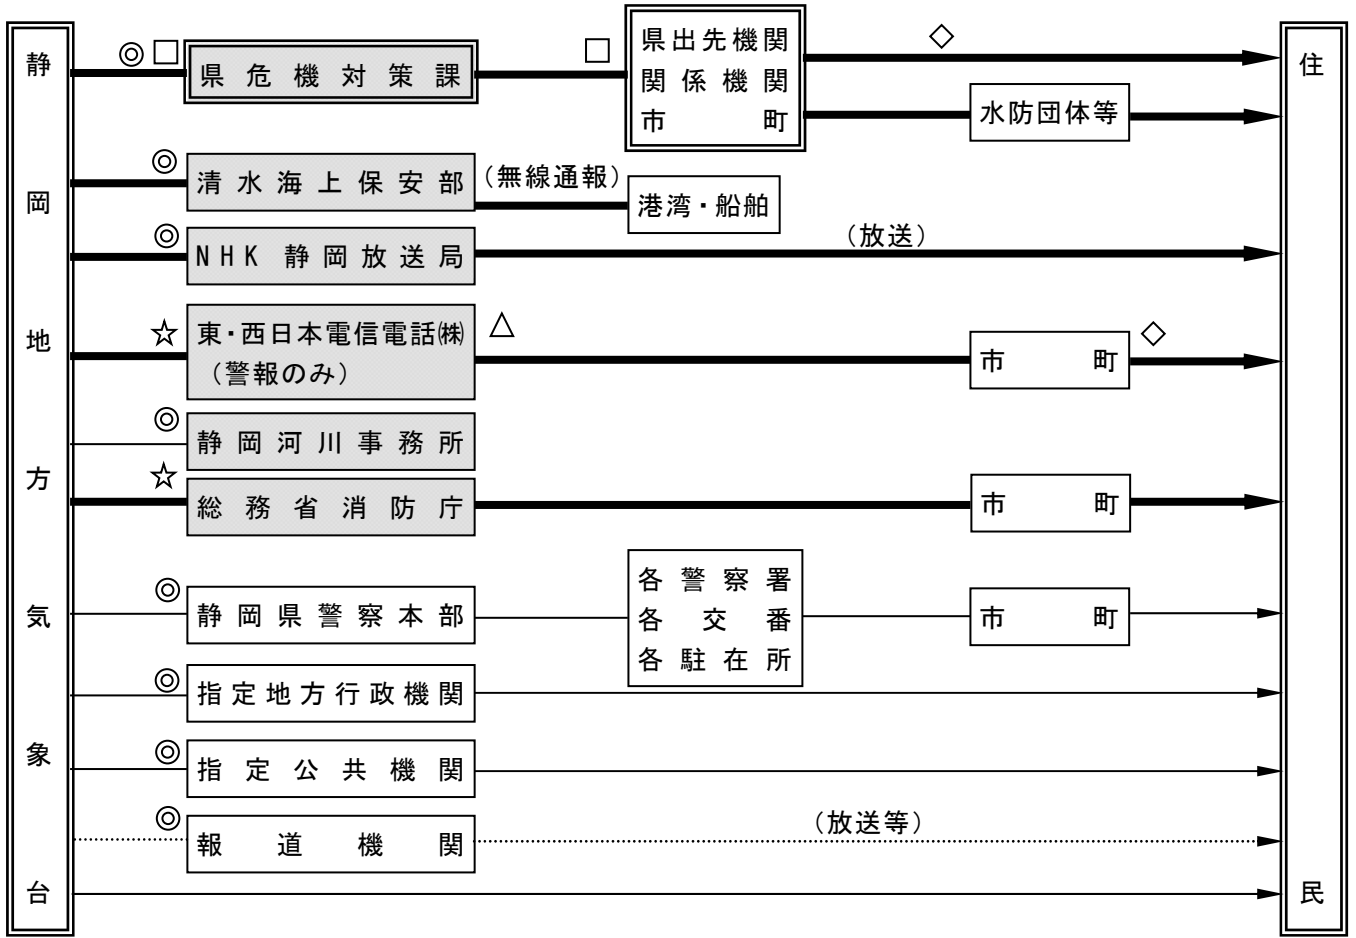 静岡地方気象台
◎□
県危機対策課
□
県出先機関
関係機関
市町
◇
水防団体等
住民
◎
清水海上保安部
(無線通報)
港湾・船舶
◎
NHK 静岡放送局
(放送)
☆
東・西日本電信電話㈱
(警報のみ)
△
市町
◇
◎
静岡河川事務所
☆
総務省消防庁
市町
◎
静岡県警察本部
各警察署
各交番
各駐在所
市町
◎
指定地方行政機関
◎
指定公共機関
◎
報道機関
(放送等)